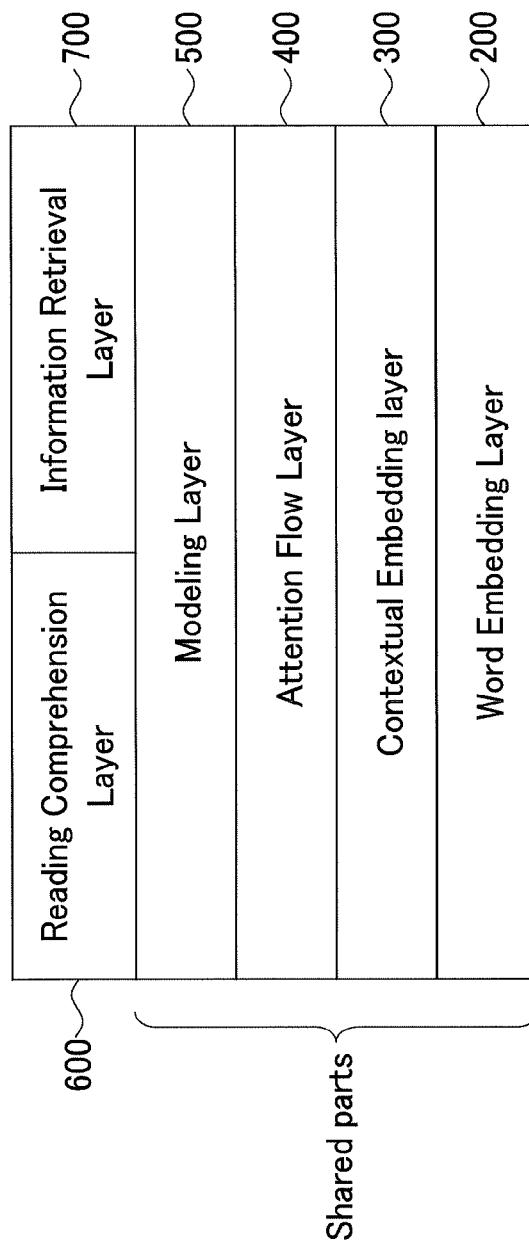 Reading Comprehension
Layer
Information Retrieval
Layer
600
700
Modeling Layer
500
Attention Flow Layer
400
Contextual Embedding layer
300
Word Embedding Layer
200
Shared parts